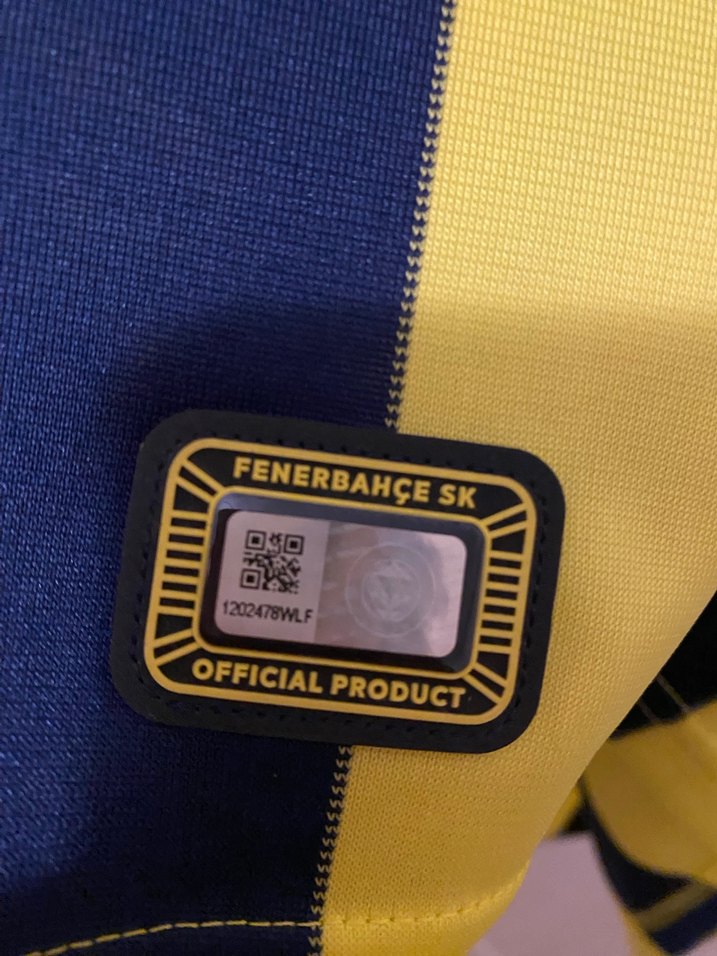 FENERBAHÇE SK
1202478WLF
OFFICIAL PRODUCT